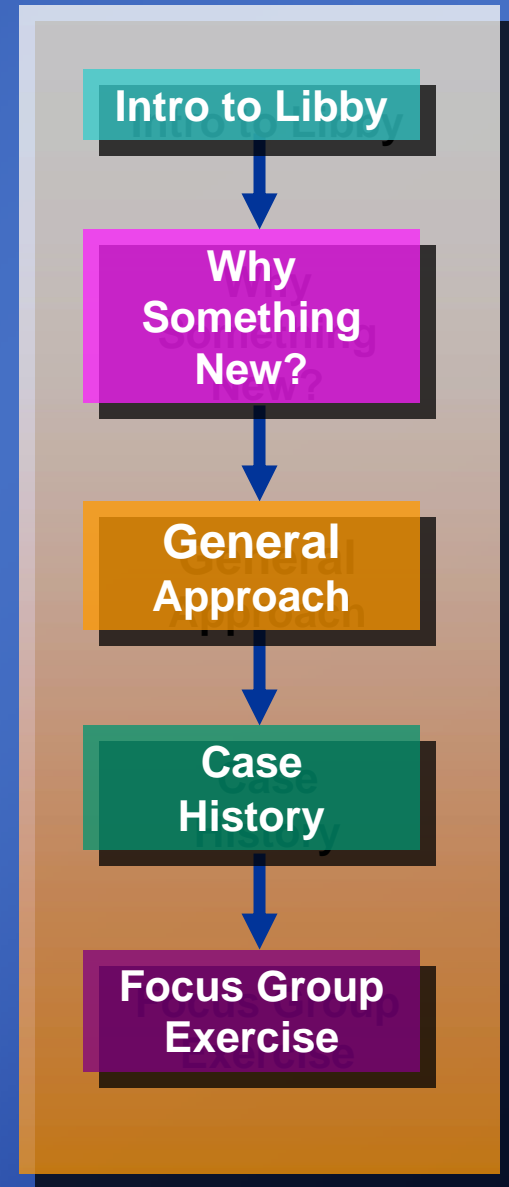 Intro to Libby
Why
Something
New?
General
Approach
Case
History
Focus Group
Exercise